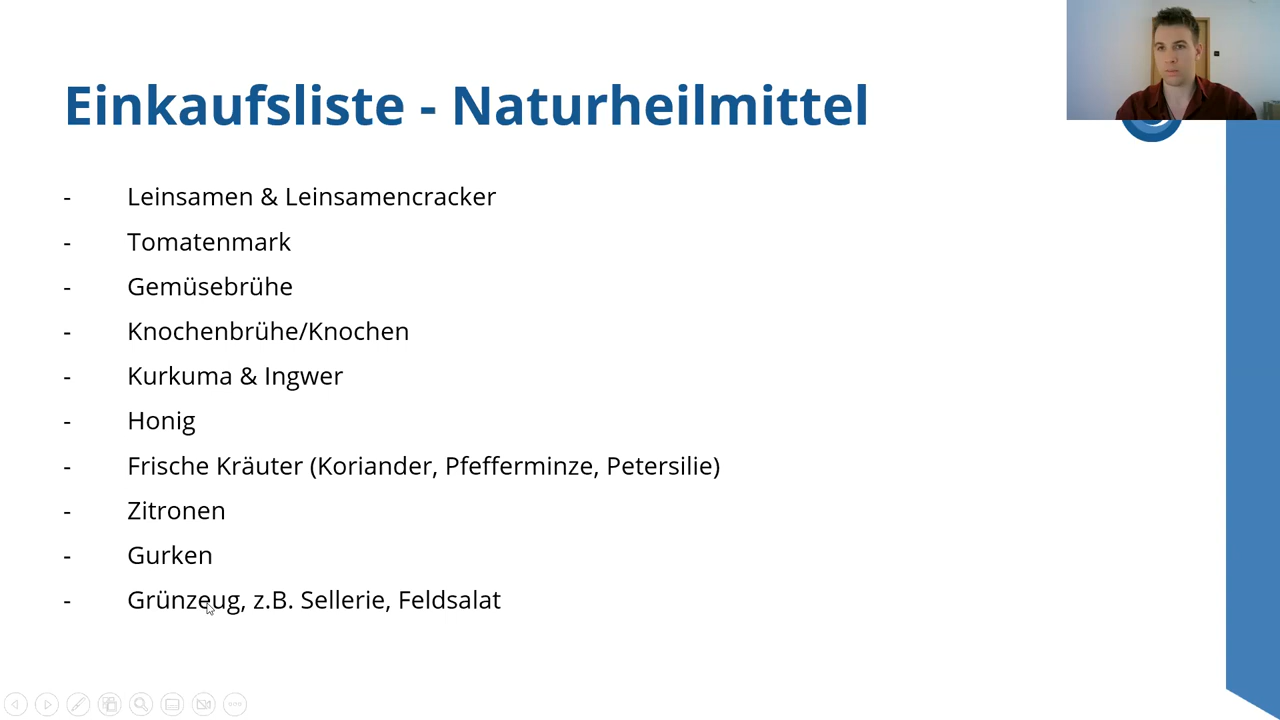 Einkaufsliste - Naturheilmittel
- Leinsamen & Leinsamencracker
- Tomatenmark
- Gemüsebrühe
- Knochenbrühe/Knochen
- Kurkuma & Ingwer
- Honig
- Frische Kräuter (Koriander, Pfefferminze, Petersilie)
- Zitronen
- Gurken
- Grünzeug, z.B. Sellerie, Feldsalat